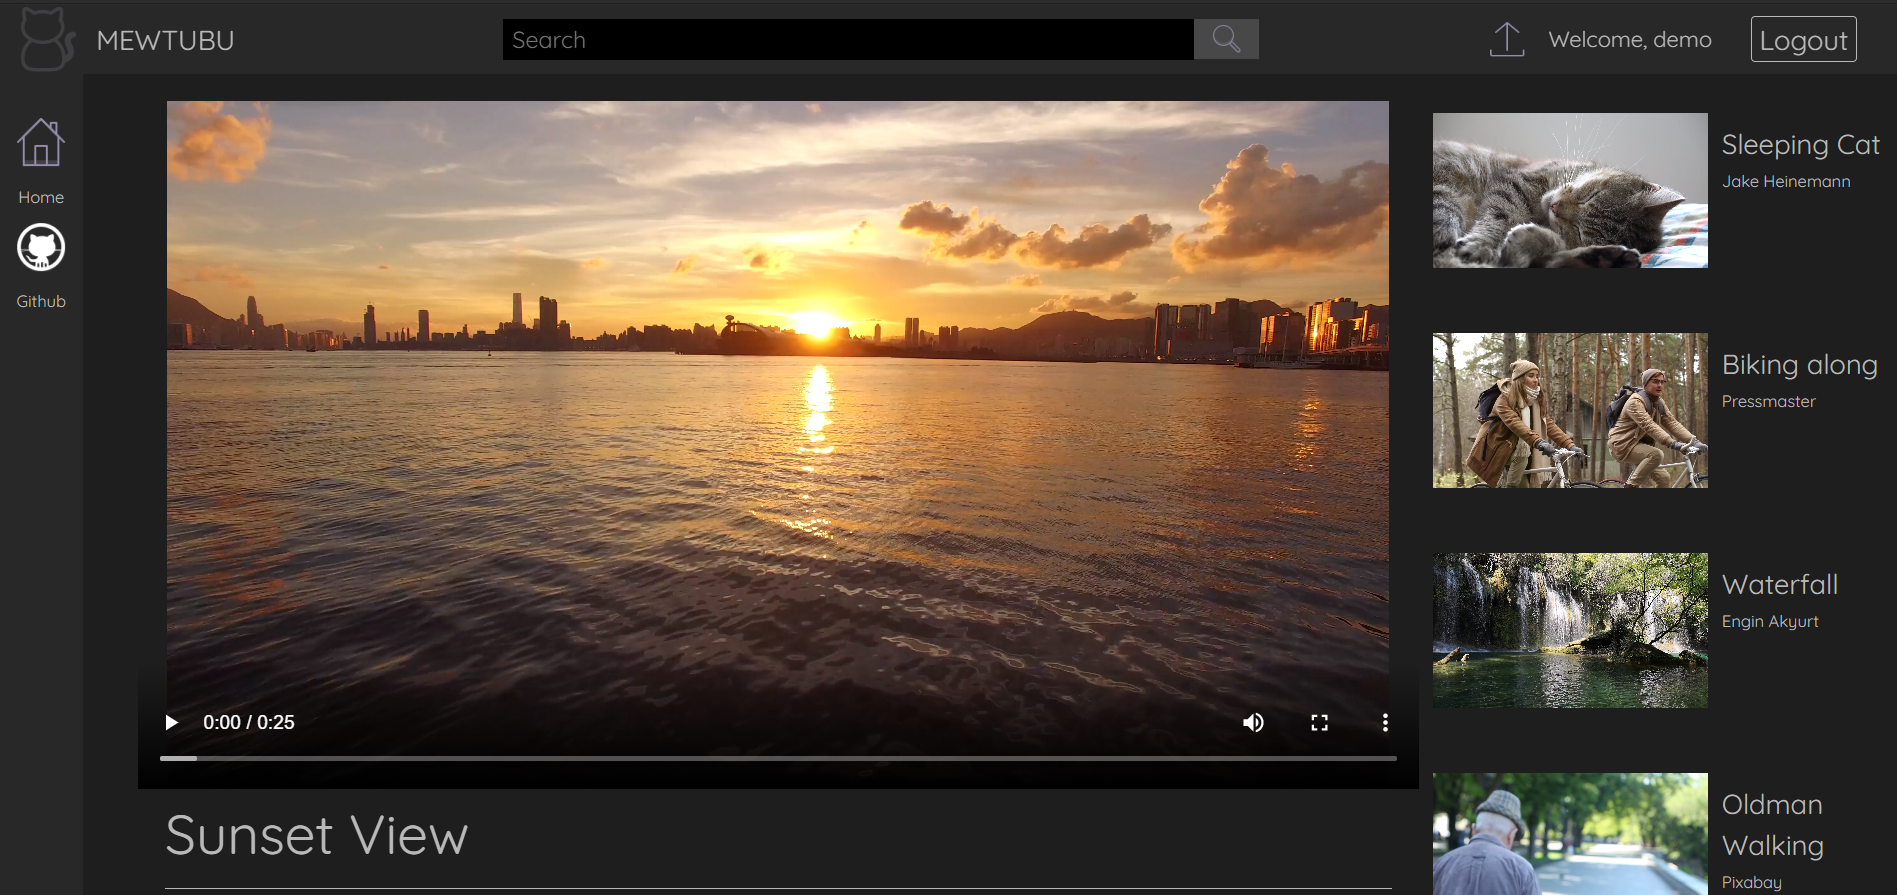 MEWTUBU
Search
Welcome, demo
Logout
Home
Github
0:00 / 0:25
Sunset View
Sleeping Cat
Jake Heinemann
Biking along
Pressmaster
Waterfall
Engin Akyurt
Oldman
Walking
Pixabay